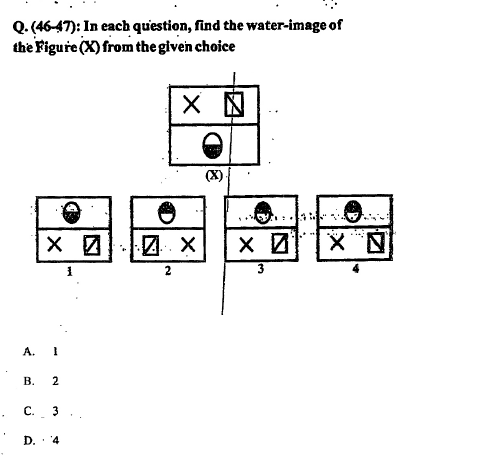 Q. (46-47): In each question, find the water-image of
the Figure (X) from the given choice
(X)
1 2 3 4
A. 1
B. 2
C. 3
D. 4